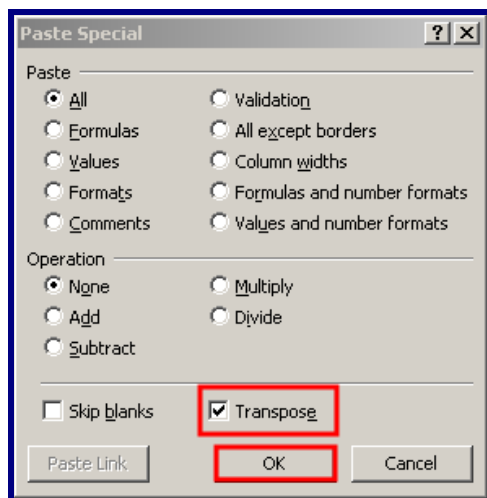 Paste Special
Paste
All Validation
Formulas All except borders
Values Column widths
Formats Formulas and number formats
Comments Values and number formats
Operation
None Multiply
Add Divide
Subtract
Skip blanks Transpose
Paste Link OK Cancel